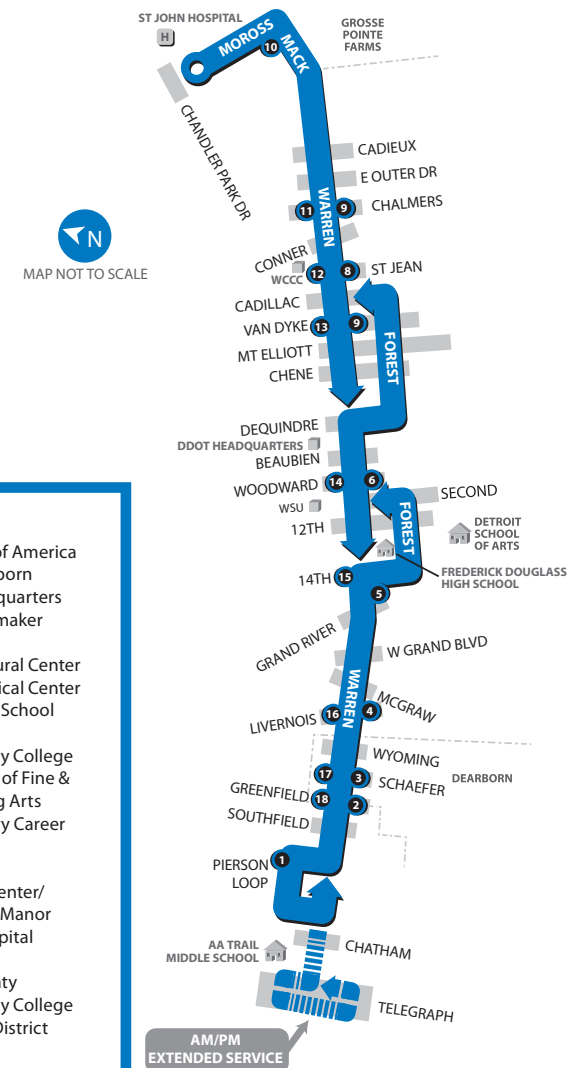 ST JOHN HOSPITAL
H
GROSSE
POINTE
FARMS
MOROSS
MACK
10
CHANDLER PARK DR
CADIEUX
E OUTER DR
11
WARREN
9
CHALMERS
N
MAP NOT TO SCALE
CONNER
WCCC
12
8
ST JEAN
CADILLAC
VAN DYKE
13
9
MT ELLIOTT
CHENE
FOREST
DEQUINDRE
DDOT HEADQUARTERS
BEAUBIEN
WOODWARD
14
6
SECOND
WSU
12TH
FOREST
DETROIT
SCHOOL
OF ARTS
14TH
15
FREDERICK DOUGLASS
HIGH SCHOOL
5
GRAND RIVER
W GRAND BLVD
WARREN
MCGRAW
LIVERNOIS
16
4
WYOMING
17
3
SCHAEFER
DEARBORN
GREENFIELD
18
2
SOUTHFIELD
1
PIERSON
LOOP
AA TRAIL
MIDDLE SCHOOL
CHATHAM
TELEGRAPH
AM/PM
EXTENDED SERVICE
of America
born
quarters
maker
ural Center
ical Center
School
y College
of Fine &
g Arts
y Career
enter/
Manor
pital
nty
y College
District